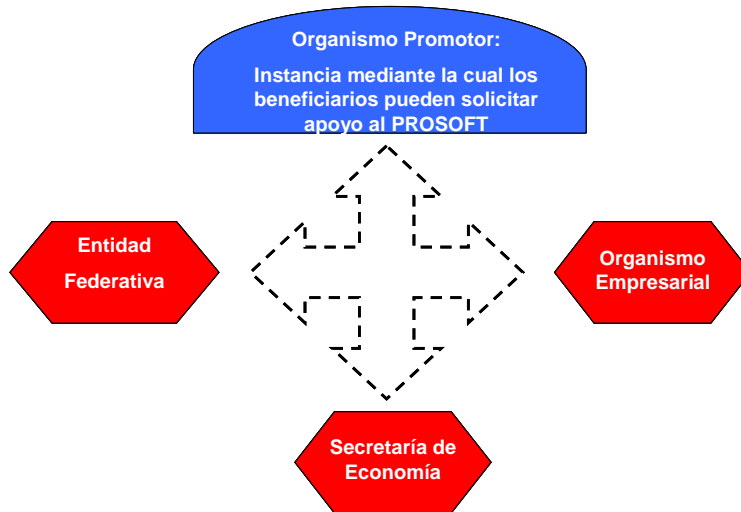 Organismo Promotor:
Instancia mediante la cual los
beneficiarios pueden solicitar
apoyo al PROSOFT
Entidad
Federativa
Organismo
Empresarial
Secretaría de
Economía